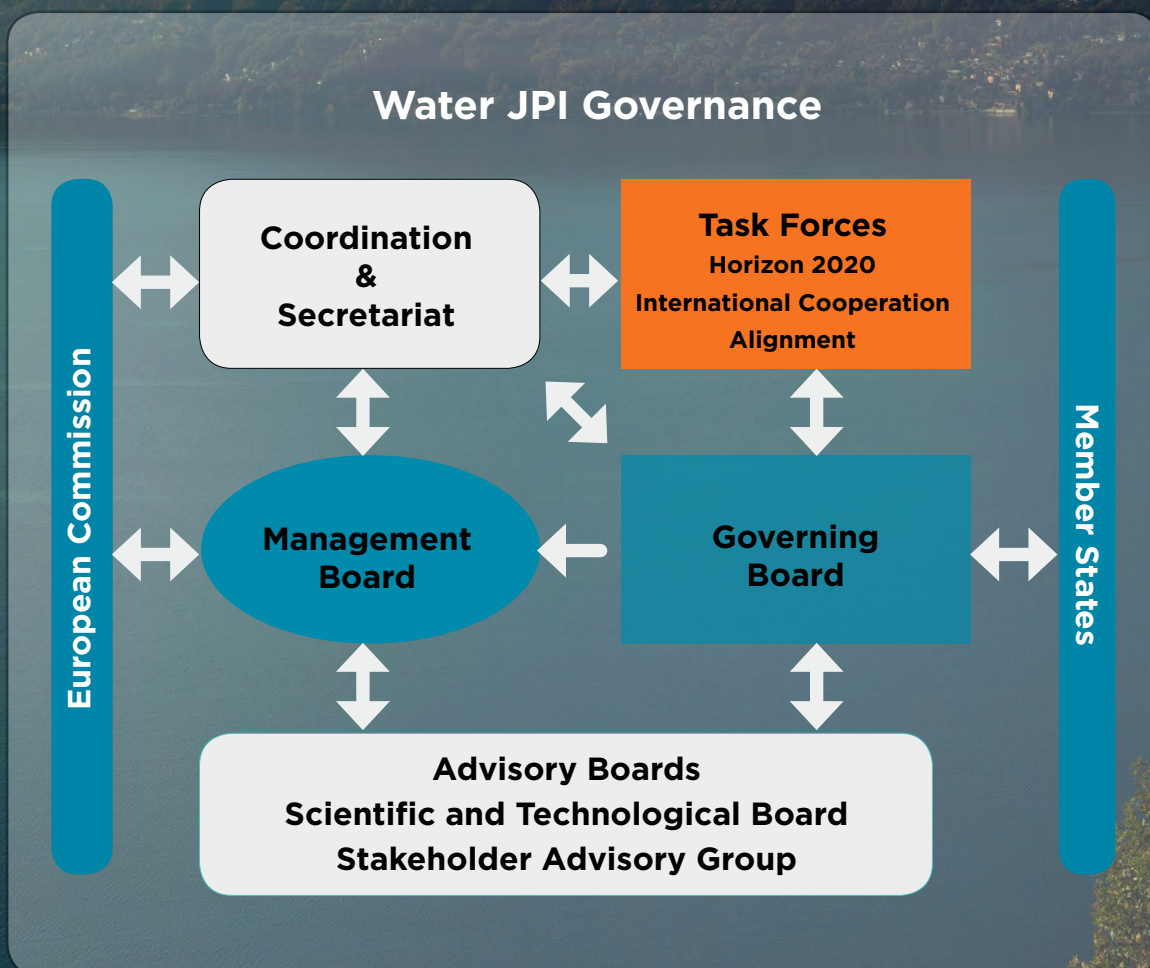 Water JPI Governance
European Commission
Coordination
&
Secretariat
Task Forces
Horizon 2020
International Cooperation
Alignment
Management
Board
Governing
Board
Member States
Advisory Boards
Scientific and Technological Board
Stakeholder Advisory Group